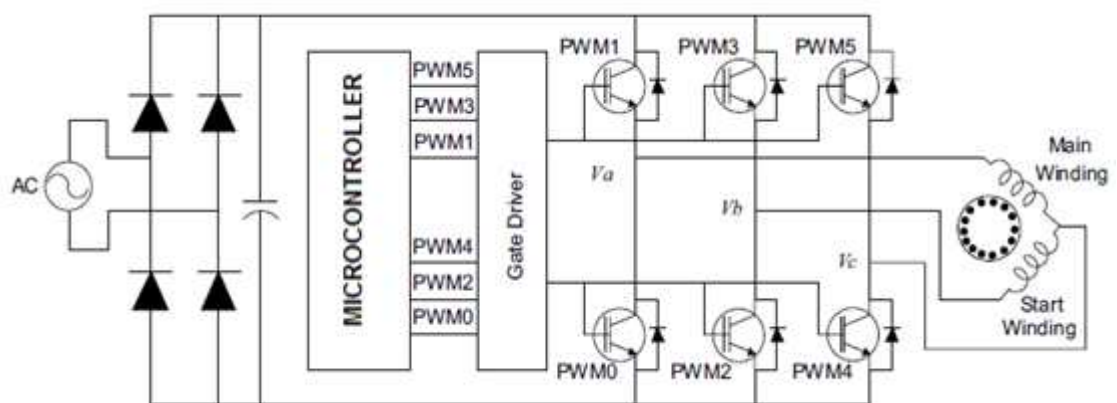 PWM1
PWM3
PWM5
MICROCONTROLLER
PWM5
PWM3
PWM1
PWM4
PWM2
PWM0
Gate Driver
AC
Va
Vb
Vc
Main
Winding
Start
Winding
PWM0
PWM2
PWM4